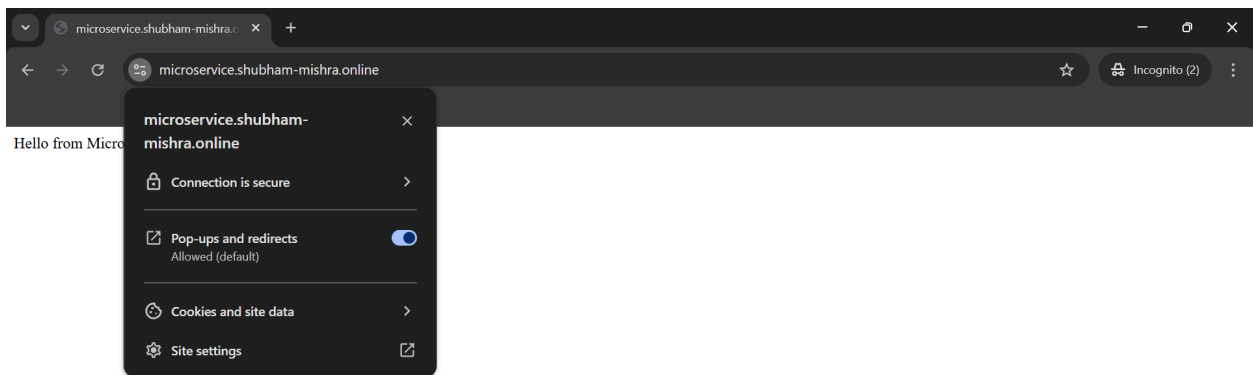 microservice.shubham-mishra.o
microservice.shubham-mishra.online
Incognito (2)
microservice.shubham-
mishra.online
Hello from Micro
Connection is secure
Pop-ups and redirects
Allowed (default)
Cookies and site data
Site settings